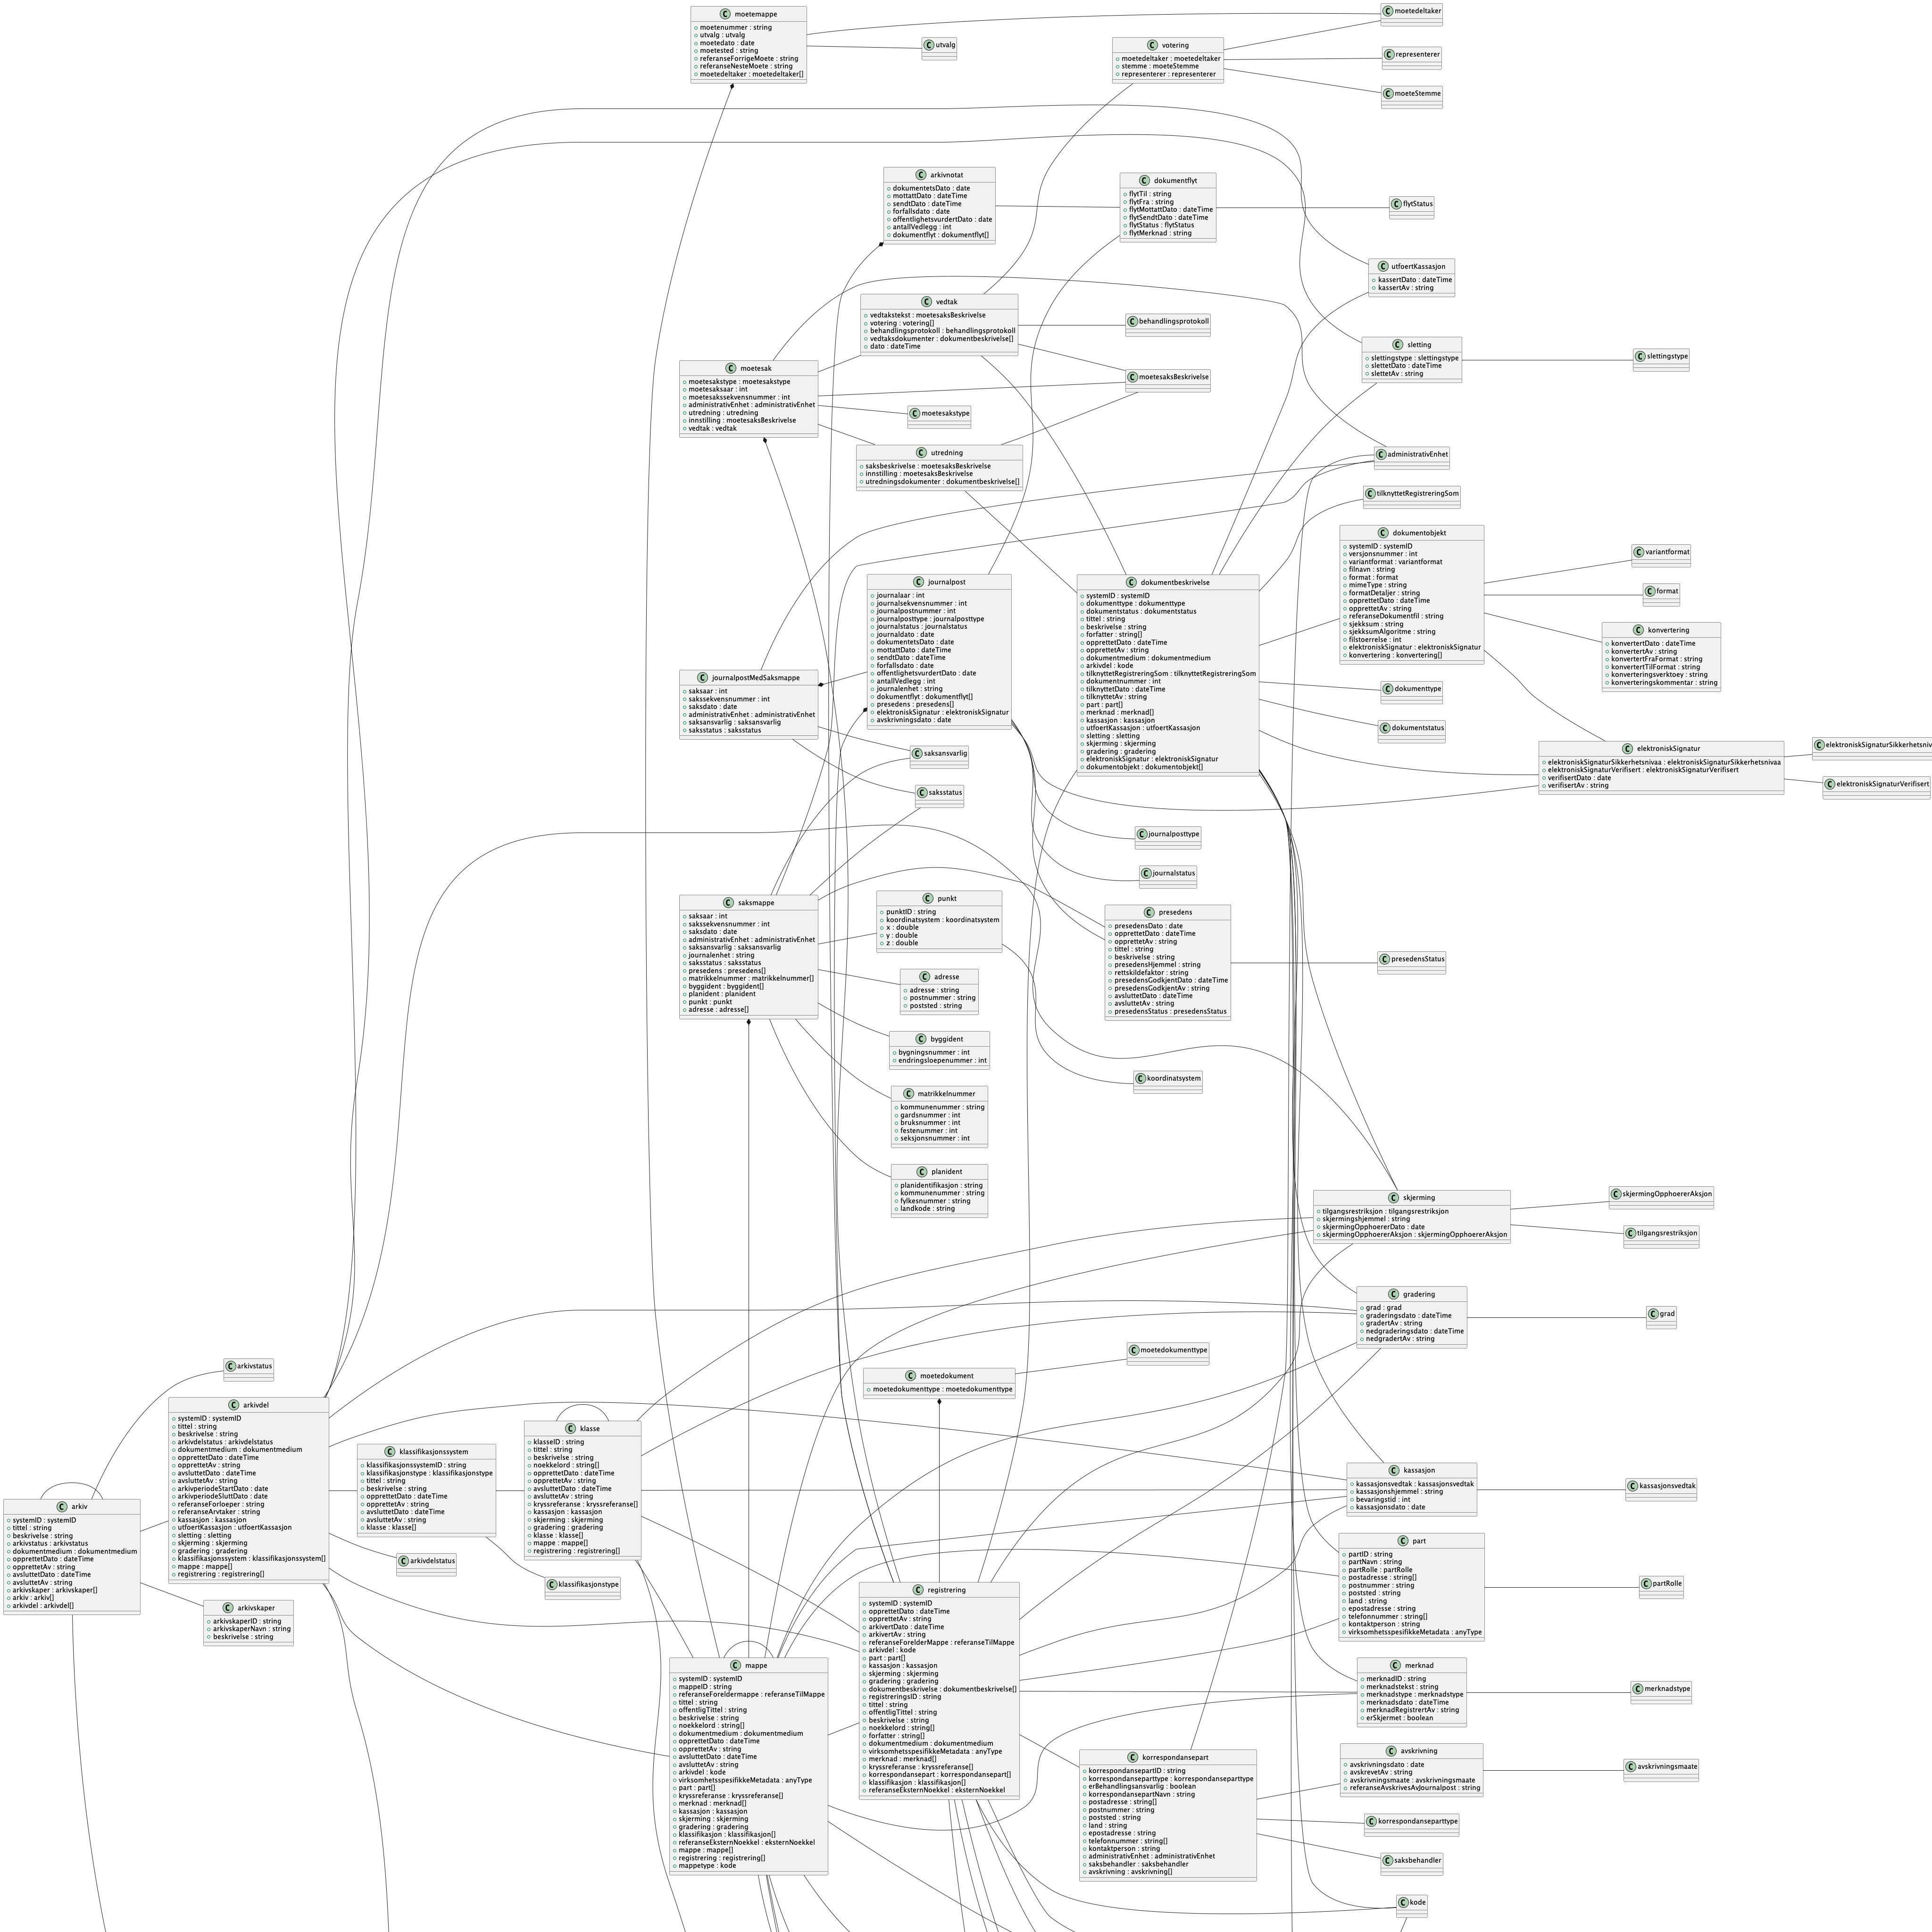 moetemappe
moetenummer : string
utvalg : utvalg
moetedato : date
moetested : string
referanseForrigeMoete : string
referanseNesteMoete : string
moetedeltaker : moetedeltaker[]
utvalg
moetedeltaker
votering
moetedeltaker : moetedeltaker
stemme : moeteStemme
representerer : representerer
representerer
moeteStemme
arkivnotat
dokumentetsDato : date
mottattDato : dateTime
sendtDato : dateTime
forfallsdato : date
offentlighetsvurdertDato : date
antallVedlegg : int
dokumentflyt : dokumentflyt[]
dokumentflyt
flytTil : string
flytFra : string
flytMottattDato : dateTime
flytSendtDato : dateTime
flytStatus : flytStatus
flytMerknad : string
flytStatus
utfoertKassasjon
kassertDato : dateTime
kassertAv : string
vedtak
vedtakstekst : moetesaksBeskrivelse
votering : votering[]
behandlingsprotokoll : behandlingsprotokoll
vedtaksdokumenter : dokumentbeskrivelse[]
dato : dateTime
behandlingsprotokoll
sletting
slettingstype : slettingstype
slettetDato : dateTime
slettetAv : string
slettingstype
moetesak
moetesakstype : moetesakstype
moetesaksaar : int
moetesakssekvensnummer : int
administrativEnhet : administrativEnhet
utredning : utredning
innstilling : moetesaksBeskrivelse
vedtak : vedtak
moetesaksBeskrivelse
moetesakstype
utredning
saksbeskrivelse : moetesaksBeskrivelse
innstilling : moetesaksBeskrivelse
utredningsdokumenter : dokumentbeskrivelse[]
administrativEnhet
tilknyttetRegistreringSom
dokumentobjekt
systemID : systemID
versjonsnummer : int
variantformat : variantformat
filnavn : string
format : format
mimeType : string
formatDetaljer : string
opprettetDato : dateTime
opprettetAv : string
referanseDokumentfil : string
sjekksum : string
sjekksumAlgoritme : string
filstoerrelse : int
elektroniskSignatur : elektroniskSignatur
konvertering : konvertering[]
variantformat
format
konvertering
konvertertDato : dateTime
konvertertAv : string
konvertertFraFormat : string
konvertertTilFormat : string
konverteringsverktoey : string
konverteringskommentar : string
journalpost
journalaar : int
journalsekvensnummer : int
journalpostnummer : int
journalposttype : journalposttype
journalstatus : journalstatus
journaldato : date
dokumentetsDato : date
mottattDato : dateTime
sendtDato : dateTime
forfallsdato : date
offentlighetsvurdertDato : date
antallVedlegg : int
journalenhet : string
dokumentflyt : dokumentflyt[]
presedens : presedens[]
elektroniskSignatur : elektroniskSignatur
avskrivningsdato : date
dokumentbeskrivelse
systemID : systemID
dokumenttype : dokumenttype
dokumentstatus : dokumentstatus
tittel : string
beskrivelse : string
forfatter : string[]
opprettetDato : dateTime
opprettetAv : string
dokumentmedium : dokumentmedium
arkivdel : kode
tilknyttetRegistreringSom : tilknyttetRegistreringSom
dokumentnummer : int
tilknyttetDato : dateTime
tilknyttetAv : string
part : part[]
merknad : merknad[]
kassasjon : kassasjon
utfoertKassasjon : utfoertKassasjon
sletting : sletting
skjerming : skjerming
gradering : gradering
elektroniskSignatur : elektroniskSignatur
dokumentobjekt : dokumentobjekt[]
dokumenttype
dokumentstatus
journalpostMedSaksmappe
saksaar : int
sakssekvensnummer : int
saksdato : date
administrativEnhet : administrativEnhet
saksansvarlig : saksansvarlig
saksstatus : saksstatus
saksansvarlig
saksstatus
elektroniskSignatur
elektroniskSignaturSikkerhetsnivaa : elektroniskSignaturSikkerhetsnivaa
elektroniskSignaturVerifisert : elektroniskSignaturVerifisert
verifisertDato : date
verifisertAv : string
elektroniskSignaturSikkerhetsniv
elektroniskSignaturVerifisert
journalposttype
journalstatus
saksmappe
saksaar : int
sakssekvensnummer : int
saksdato : date
administrativEnhet : administrativEnhet
saksansvarlig : saksansvarlig
journalenhet : string
saksstatus : saksstatus
presedens : presedens[]
matrikkelnummer : matrikkelnummer[]
byggident : byggident[]
planident : planident
punkt : punkt
adresse : adresse[]
punkt
punktID : string
koordinatsystem : koordinatsystem
x : double
y : double
z : double
presedens
presedensDato : date
opprettetDato : dateTime
opprettetAv : string
tittel : string
beskrivelse : string
presedensHjemmel : string
rettskildefaktor : string
presedensGodkjentDato : dateTime
presedensGodkjentAv : string
avsluttetDato : dateTime
avsluttetAv : string
presedensStatus : presedensStatus
presedensStatus
adresse
adresse : string
postnummer : string
poststed : string
byggident
bygningsnummer : int
endringsloepenummer : int
koordinatsystem
matrikkelnummer
kommunenummer : string
gardsnummer : int
bruksnummer : int
festenummer : int
seksjonsnummer : int
planident
planidentifikasjon : string
kommunenummer : string
fylkesnummer : string
landkode : string
skjerming
tilgangsrestriksjon : tilgangsrestriksjon
skjermingshjemmel : string
skjermingOpphoererDato : date
skjermingOpphoererAksjon : skjermingOpphoererAksjon
skjermingOpphoererAksjon
tilgangsrestriksjon
gradering
grad : grad
graderingsdato : dateTime
gradertAv : string
nedgraderingsdato : dateTime
nedgradertAv : string
grad
moetedokument
moetedokumenttype : moetedokumenttype
moetedokumenttype
arkivstatus
arkivdel
systemID : systemID
tittel : string
beskrivelse : string
arkivdelstatus : arkivdelstatus
dokumentmedium : dokumentmedium
opprettetDato : dateTime
opprettetAv : string
avsluttetDato : dateTime
avsluttetAv : string
arkivperiodeStartDato : date
arkivperiodeSluttDato : date
referanseForloeper : string
referanseArvtaker : string
kassasjon : kassasjon
utfoertKassasjon : utfoertKassasjon
sletting : sletting
skjerming : skjerming
gradering : gradering
klassifikasjonssystem : klassifikasjonssystem[]
mappe : mappe[]
registrering : registrering[]
klassifikasjonssystem
klassifikasjonssystemID : string
klassifikasjonstype : klassifikasjonstype
tittel : string
beskrivelse : string
opprettetDato : dateTime
opprettetAv : string
avsluttetDato : dateTime
avsluttetAv : string
klasse : klasse[]
klasse
klasseID : string
tittel : string
beskrivelse : string
noekkelord : string[]
opprettetDato : dateTime
opprettetAv : string
avsluttetDato : dateTime
avsluttetAv : string
kryssreferanse : kryssreferanse[]
kassasjon : kassasjon
skjerming : skjerming
gradering : gradering
klasse : klasse[]
mappe : mappe[]
registrering : registrering[]
kassasjon
kassasjonsvedtak : kassasjonsvedtak
kassasjonshjemmel : string
bevaringstid : int
kassasjonsdato : date
kassasjonsvedtak
arkiv
systemID : systemID
tittel : string
beskrivelse : string
arkivstatus : arkivstatus
dokumentmedium : dokumentmedium
opprettetDato : dateTime
opprettetAv : string
avsluttetDato : dateTime
avsluttetAv : string
arkivskaper : arkivskaper[]
arkiv : arkiv[]
arkivdel : arkivdel[]
arkivdelstatus
klassifikasjonstype
arkivskaper
arkivskaperID : string
arkivskaperNavn : string
beskrivelse : string
part
partID : string
partNavn : string
partRolle : partRolle
postadresse : string[]
postnummer : string
poststed : string
land : string
epostadresse : string
telefonnummer : string[]
kontaktperson : string
virksomhetsspesifikkeMetadata : anyType
partRolle
registrering
systemID : systemID
opprettetDato : dateTime
opprettetAv : string
arkivertDato : dateTime
arkivertAv : string
referanseForelderMappe : referanseTilMappe
arkivdel : kode
part : part[]
kassasjon : kassasjon
skjerming : skjerming
gradering : gradering
dokumentbeskrivelse : dokumentbeskrivelse[]
registreringsID : string
tittel : string
offentligTittel : string
beskrivelse : string
noekkelord : string[]
forfatter : string[]
dokumentmedium : dokumentmedium
virksomhetsspesifikkeMetadata : anyType
merknad : merknad[]
kryssreferanse : kryssreferanse[]
korrespondansepart : korrespondansepart[]
klassifikasjon : klassifikasjon[]
referanseEksternNoekkel : eksternNoekkel
mappe
systemID : systemID
mappeID : string
referanseForeldermappe : referanseTilMappe
tittel : string
offentligTittel : string
beskrivelse : string
noekkelord : string[]
dokumentmedium : dokumentmedium
opprettetDato : dateTime
opprettetAv : string
avsluttetDato : dateTime
avsluttetAv : string
arkivdel : kode
virksomhetsspesifikkeMetadata : anyType
part : part[]
kryssreferanse : kryssreferanse[]
merknad : merknad[]
kassasjon : kassasjon
skjerming : skjerming
gradering : gradering
klassifikasjon : klassifikasjon[]
referanseEksternNoekkel : eksternNoekkel
mappe : mappe[]
registrering : registrering[]
mappetype : kode
merknad
merknadID : string
merknadstekst : string
merknadstype : merknadstype
merknadsdato : dateTime
merknadRegistrertAv : string
erSkjermet : boolean
merknadstype
korrespondansepart
korrespondansepartID : string
korrespondanseparttype : korrespondanseparttype
erBehandlingsansvarlig : boolean
korrespondansepartNavn : string
postadresse : string[]
postnummer : string
poststed : string
land : string
epostadresse : string
telefonnummer : string[]
kontaktperson : string
administrativEnhet : administrativEnhet
saksbehandler : saksbehandler
avskrivning : avskrivning[]
avskrivning
avskrivningsdato : date
avskrevetAv : string
avskrivningsmaate : avskrivningsmaate
referanseAvskrivesAvJournalpost : string
avskrivningsmaate
korrespondanseparttype
saksbehandler
kode